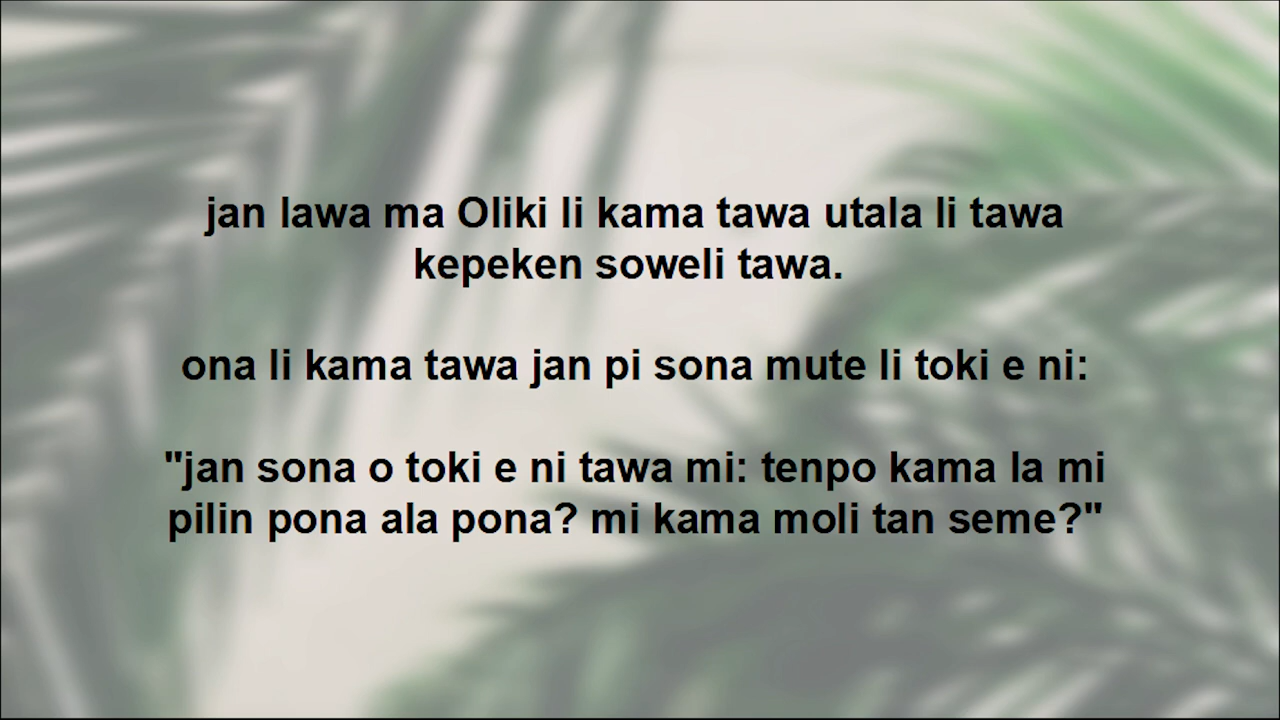 jan lawa ma Oliki li kama tawa utala li tawa
kepeken soweli tawa.
ona li kama tawa jan pi sona mute li toki e ni:
"jan sona o toki e ni tawa mi: tenpo kama la mi
pilin pona ala pona? mi kama moli tan seme?"